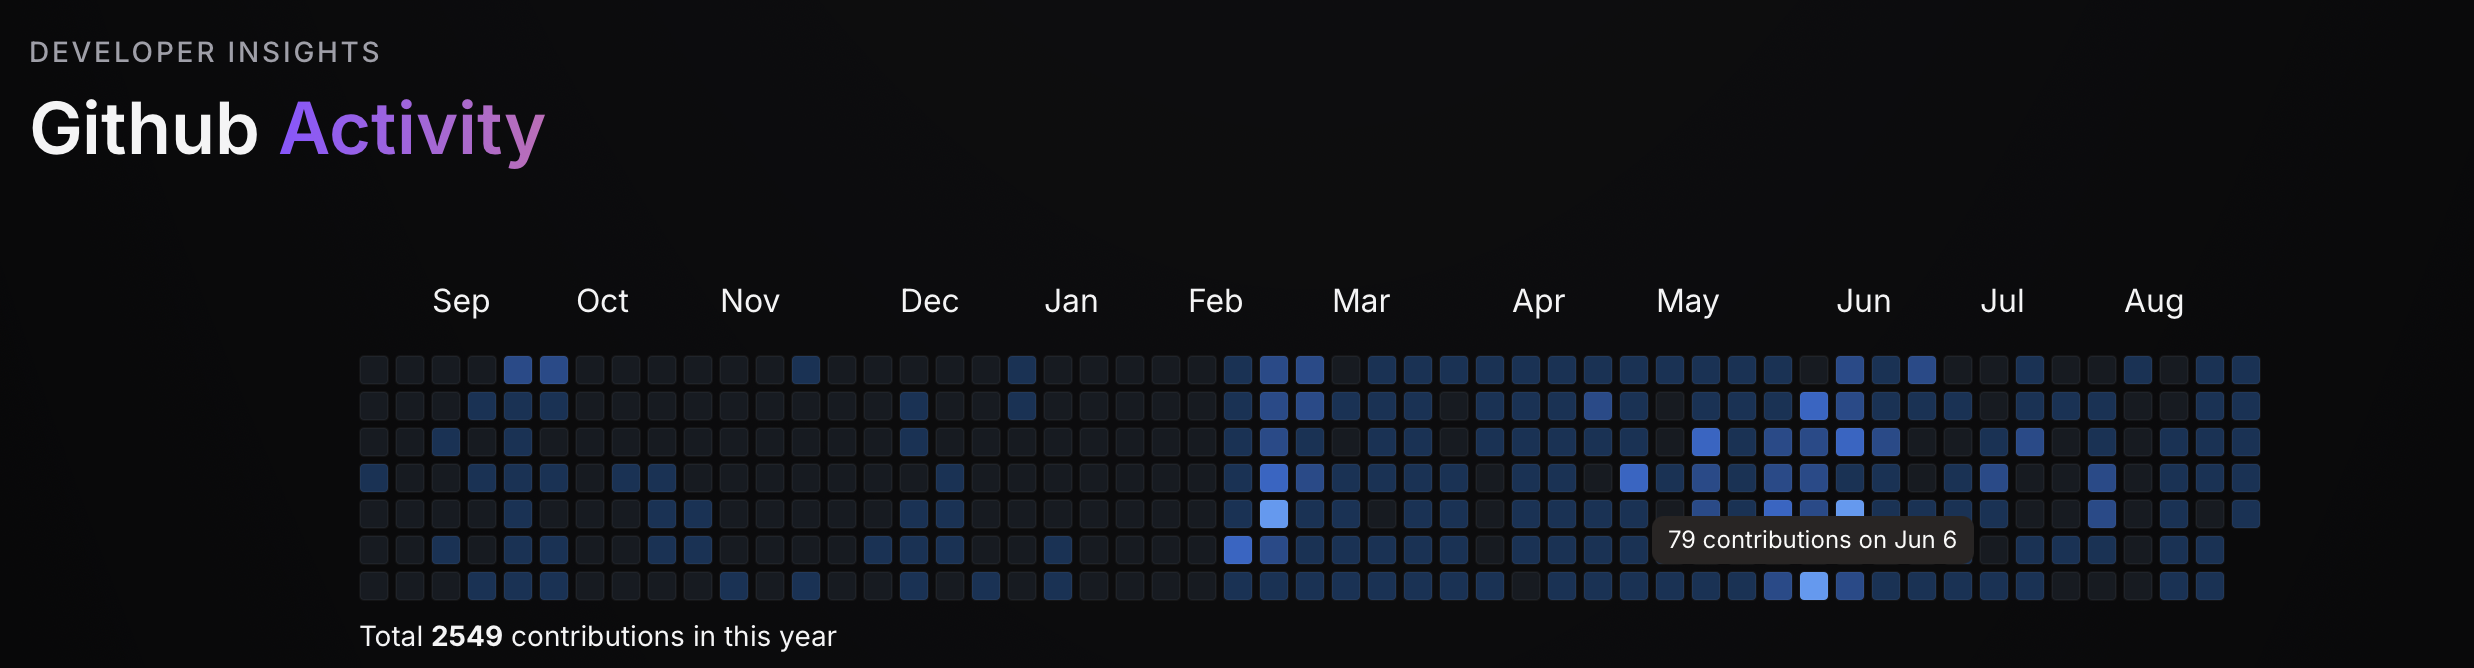 DEVELOPER INSIGHTS
Github Activity
Sep Oct Nov Dec Jan Feb Mar Apr May Jun Jul Aug
79 contributions on Jun 6
Total 2549 contributions in this year